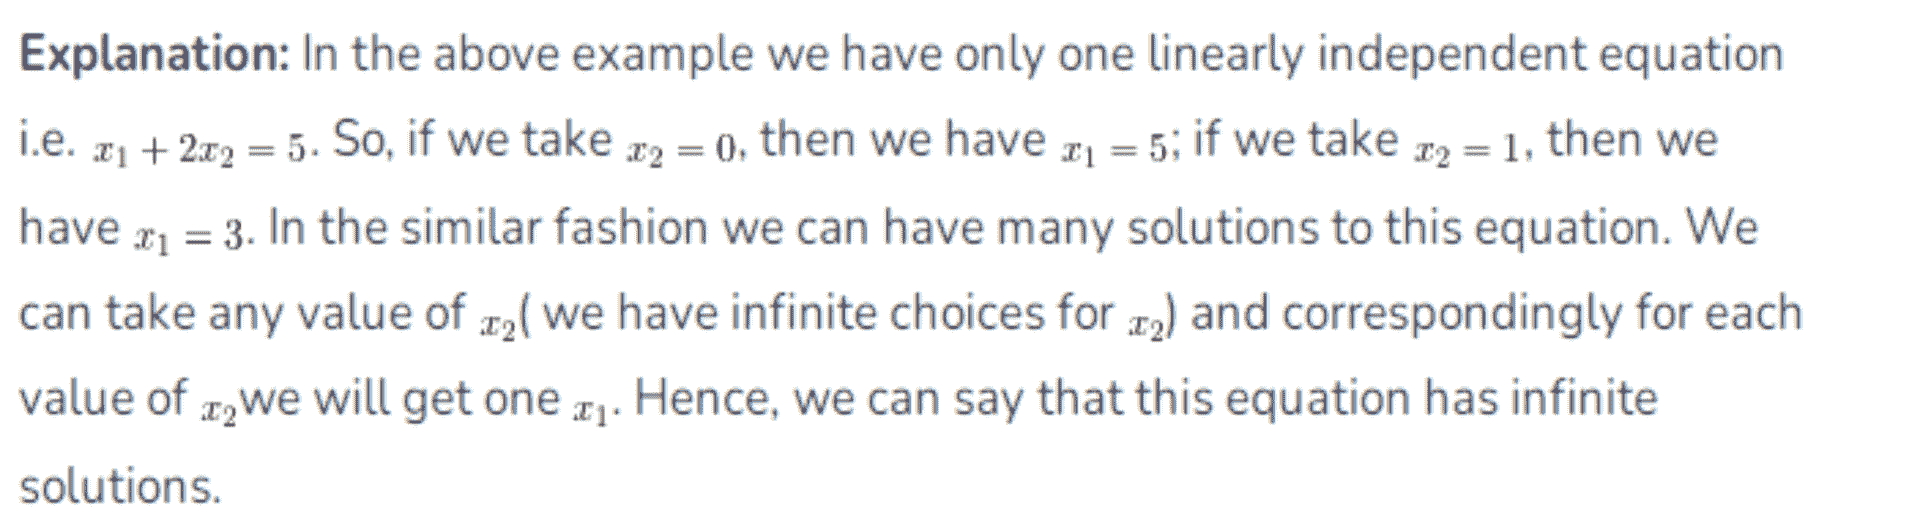 Explanation: In the above example we have only one linearly independent equation
i.e. x₁ + 2x₂ = 5. So, if we take x₂ = 0, then we have x₁ = 5; if we take x₂ = 1, then we
have x₁ = 3. In the similar fashion we can have many solutions to this equation. We
can take any value of x₂( we have infinite choices for x₂) and correspondingly for each
value of x₂we will get one x₁. Hence, we can say that this equation has infinite
solutions.